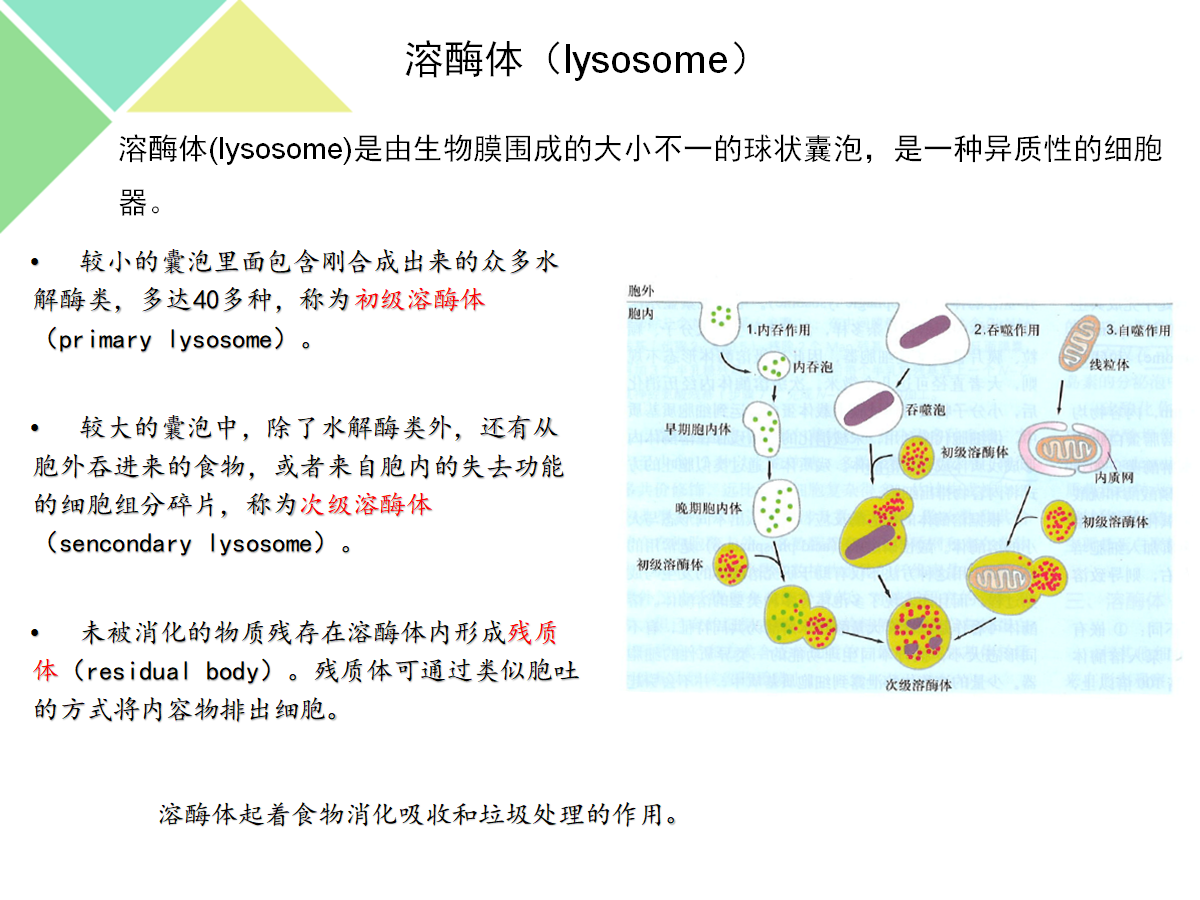 溶酶体（lysosome）
溶酶体(lysosome)是由生物膜围成的大小不一的球状囊泡，是一种异质性的细胞
器。
• 较小的囊泡里面包含刚合成出来的众多水
解酶类，多达40多种，称为初级溶酶体
（primary lysosome）。
• 较大的囊泡中，除了水解酶类外，还有从
胞外吞进来的食物，或者来自胞内的失去功能
的细胞组分碎片，称为次级溶酶体
（sencondary lysosome）。
• 未被消化的物质残存在溶酶体内形成残质
体（residual body）。残质体可通过类似胞吐
的方式将内容物排出细胞。
溶酶体起着食物消化吸收和垃圾处理的作用。
胞外
胞内
1.内吞作用
2.吞噬作用
3.自噬作用
内吞泡
线粒体
吞噬泡
早期胞内体
初级溶酶体
内质网
晚期胞内体
初级溶酶体
初级溶酶体
次级溶酶体